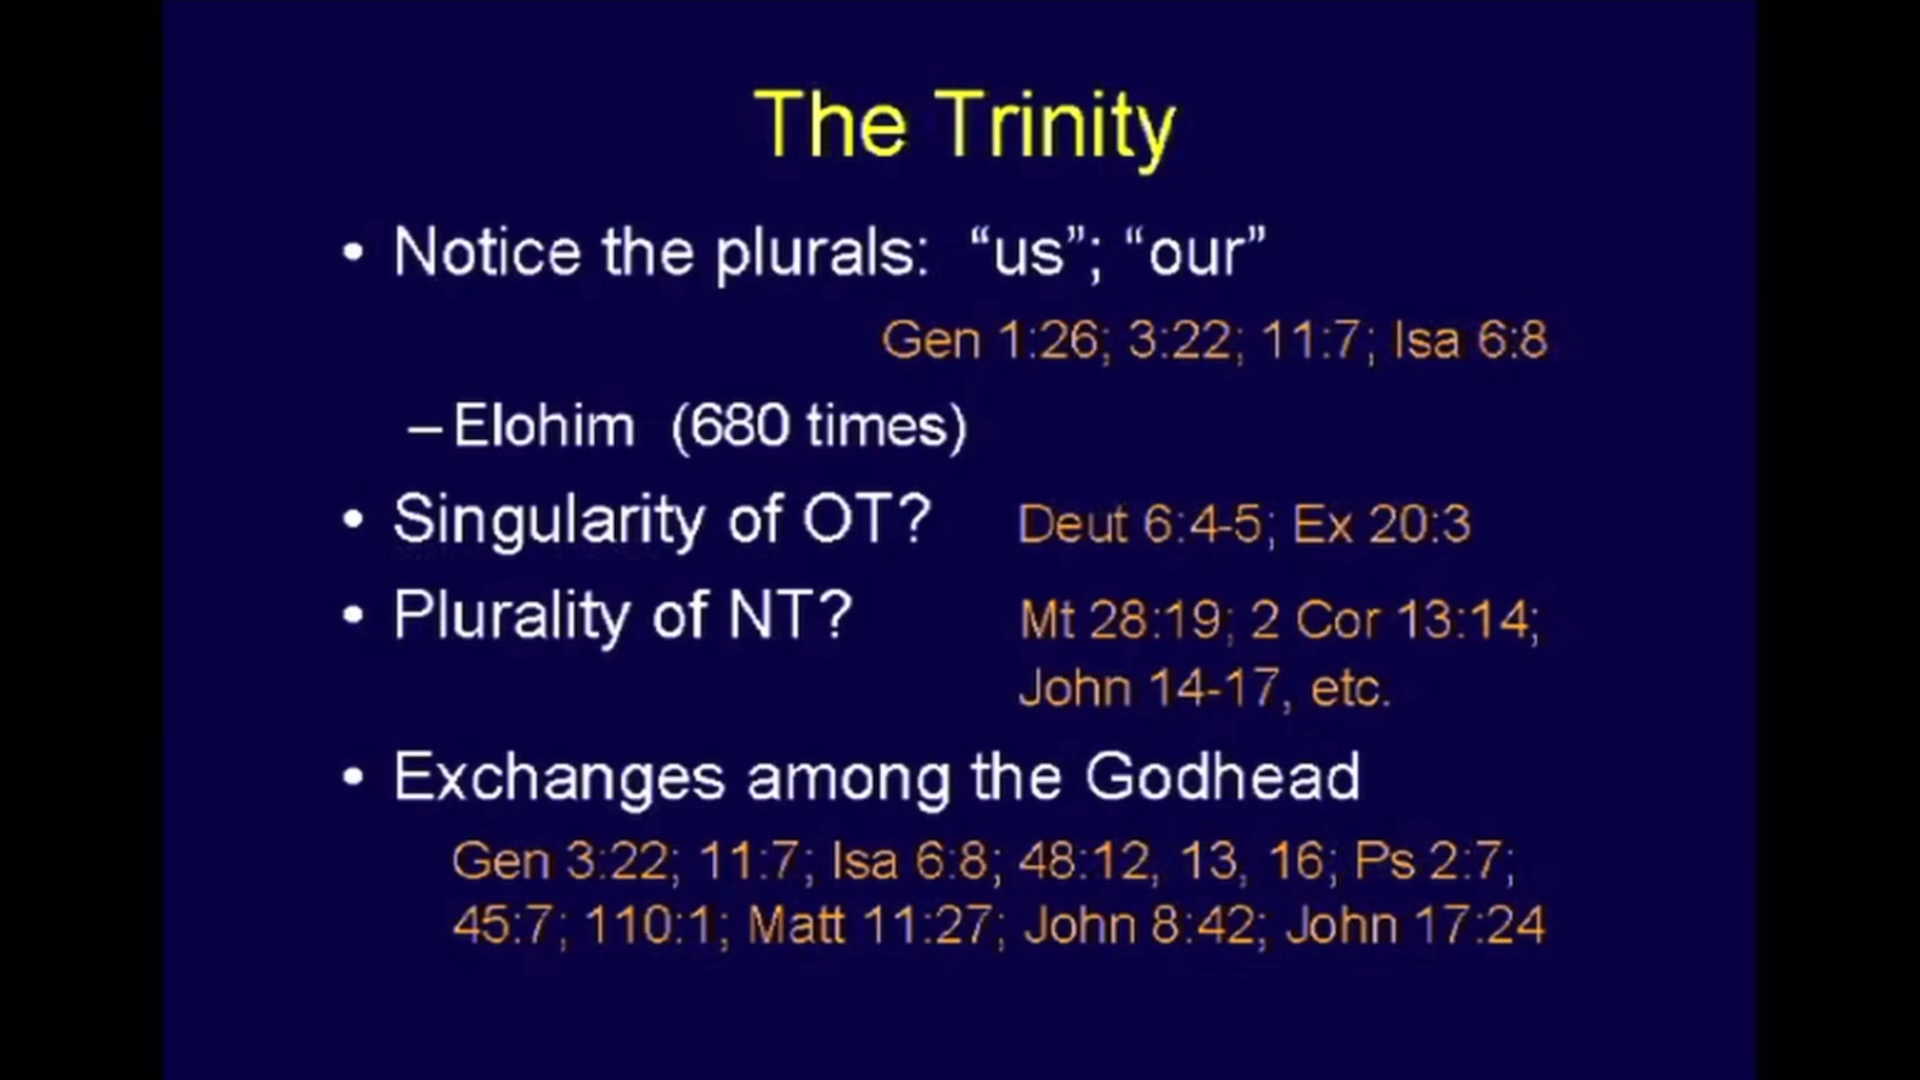 The Trinity
• Notice the plurals: “us”; “our”
Gen 1:26; 3:22; 11:7; Isa 6:8
– Elohim (680 times)
• Singularity of OT? Deut 6:4-5; Ex 20:3
• Plurality of NT? Mt 28:19; 2 Cor 13:14;
John 14-17, etc.
• Exchanges among the Godhead
Gen 3:22; 11:7; Isa 6:8; 48:12, 13, 16; Ps 2:7;
45:7; 110:1; Matt 11:27; John 8:42; John 17:24